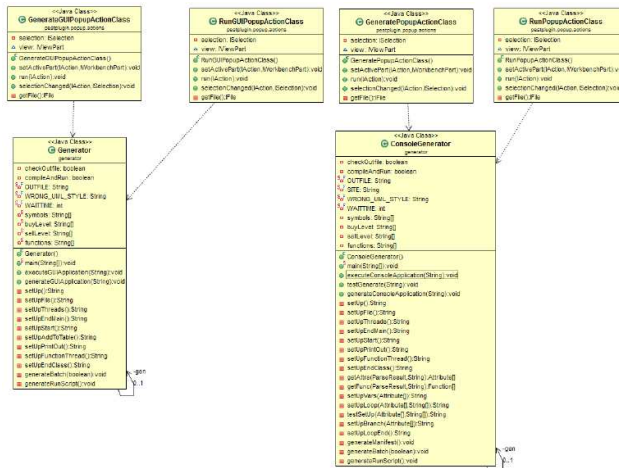 <<Java Class>>
GenerateGUIPopupActionClass
pestplugin.popup.actions
selection: ISelection
view: IViewPart
GenerateGUIPopupActionClass()
setActivePart(IAction,IWorkbenchPart):void
run(IAction):void
selectionChanged(IAction,ISelection):void
getFile():IFile
<<Java Class>>
RunGUIPopupActionClass
pestplugin.popup.actions
selection: ISelection
view: IViewPart
RunGUIPopupActionClass()
setActivePart(IAction,IWorkbenchPart):void
run(IAction):void
selectionChanged(IAction,ISelection):void
getFile():IFile
<<Java Class>>
GeneratePopupActionClass
pestplugin.popup.actions
selection: ISelection
view: IViewPart
GeneratePopupActionClass()
setActivePart(IAction,IWorkbenchPart):void
run(IAction):void
selectionChanged(IAction,ISelection):void
getFile():IFile
<<Java Class>>
RunPopupActionClass
pestplugin.popup.actions
selection: ISelection
view: IViewPart
RunPopupActionClass()
setActivePart(IAction,IWorkbenchPart):void
run(IAction):void
selectionChanged(IAction,ISelection):void
getFile():IFile
<<Java Class>>
Generator
generator
checkOutfile: boolean
compileAndRun: boolean
OUTFILE: String
WRONG_UML_STYLE: String
WAITTIME: int
symbols: String[]
buyLevel: String[]
sellLevel: String[]
functions: String[]
Generator()
main(String[]):void
executeGUIApplication(String):void
generateGUIApplication(String):void
setUp():String
setUpFile():String
setUpThreads():String
setUpEndMain():String
setUpStart():String
setUpAddToTable():String
setUpPrintOut():String
setUpFunctionThread():String
setUpEndClass():String
generateBatch(boolean):void
generateRunScript():void
-gen
0..1
<<Java Class>>
ConsoleGenerator
generator
checkOutfile: boolean
compileAndRun: boolean
OUTFILE: String
SITE: String
WRONG_UML_STYLE: String
WAITTIME: int
symbols: String[]
buyLevel: String[]
sellLevel: String[]
functions: String[]
ConsoleGenerator()
main(String[]):void
executeConsoleApplication(String):void
testGenerate(String):void
generateConsoleApplication(String):void
setUp():String
setUpFile():String
setUpThreads():String
setUpEndMain():String
setUpStart():String
setUpPrintOut():String
setUpFunctionThread():String
setUpEndClass():String
getAttrs(ParseResult,String):Attribute[]
getFunc(ParseResult,String):Function[]
setUpVars(Attribute[]):String
setUpLoop(Attribute[],String[]):String
testSetUp(Attribute[],String[]):String
setUpBranch(Attribute[]):String
setUpLoopEnd():String
generateManifest():void
generateBatch(boolean):void
generateRunScript():void
-gen
0..1